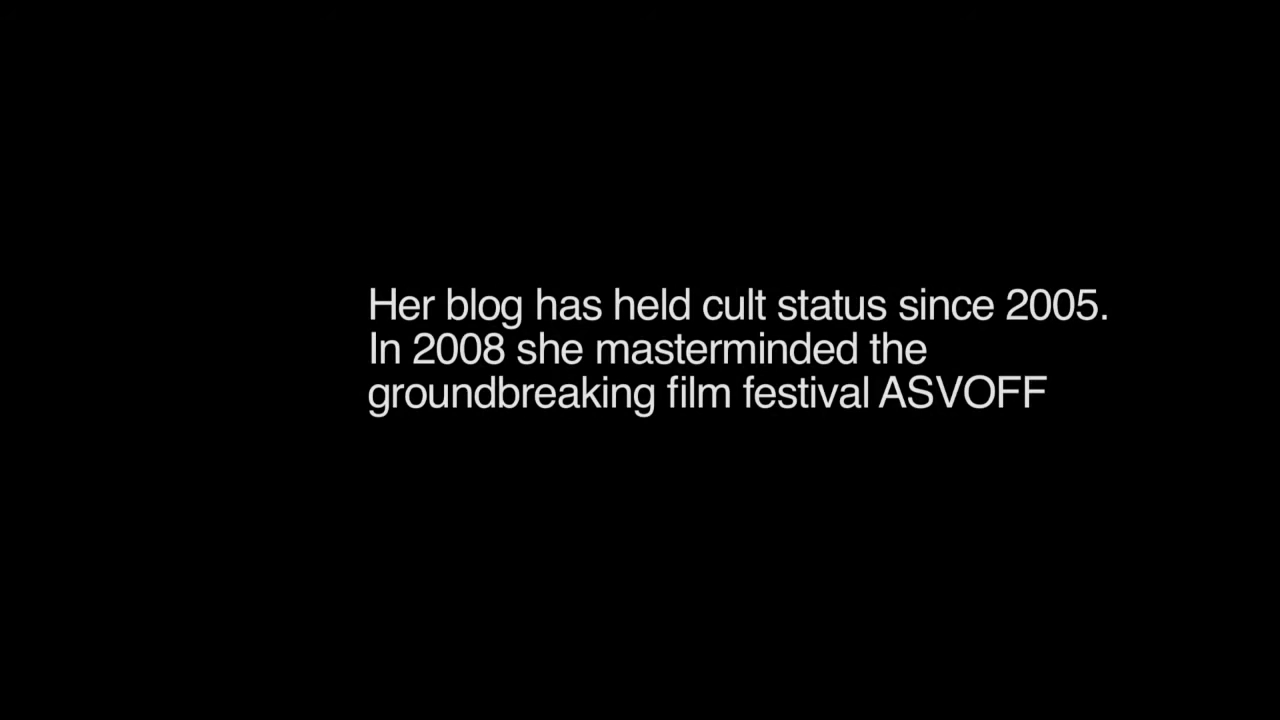 Her blog has held cult status since 2005.
In 2008 she masterminded the
groundbreaking film festival ASVOFF